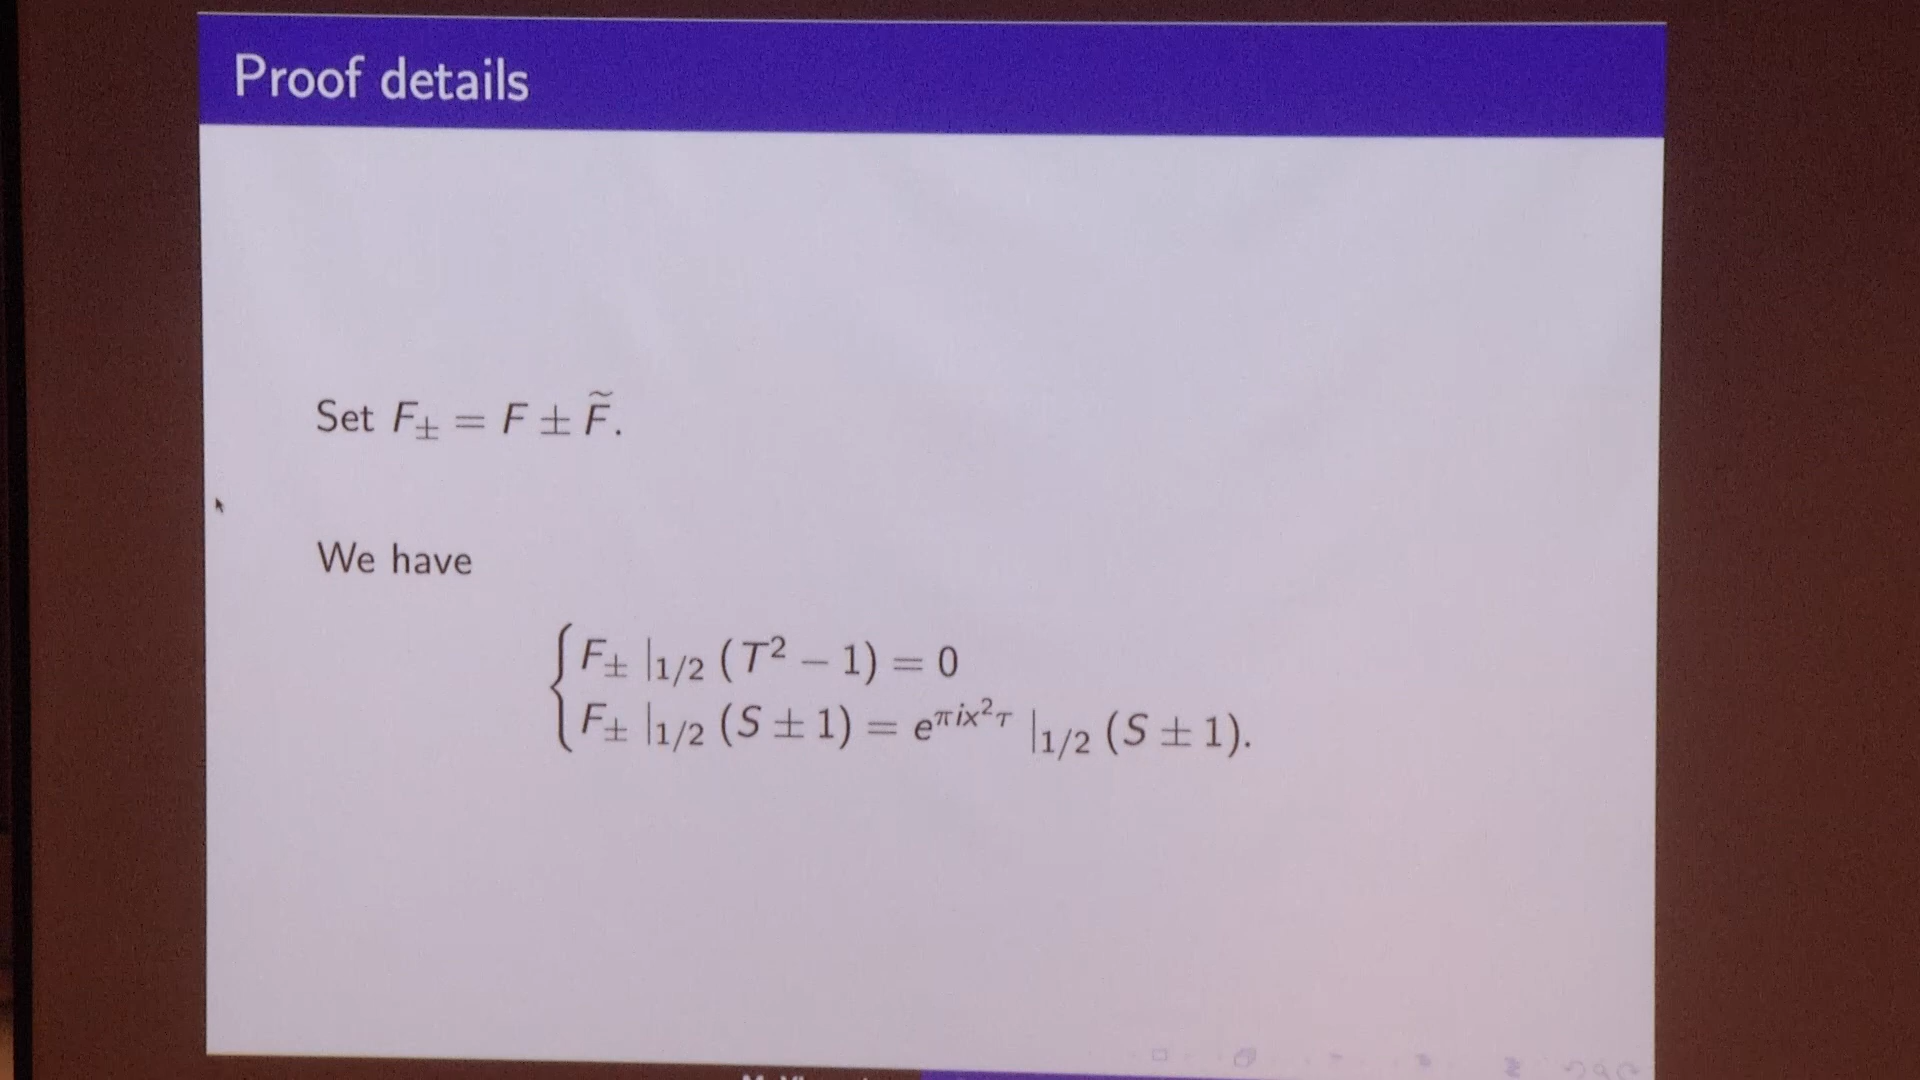 Proof details
Set F± = F ± F̃.
We have
F± |1/2 (T² − 1) = 0
F± |1/2 (S ± 1) = e^{πix²τ} |1/2 (S ± 1).